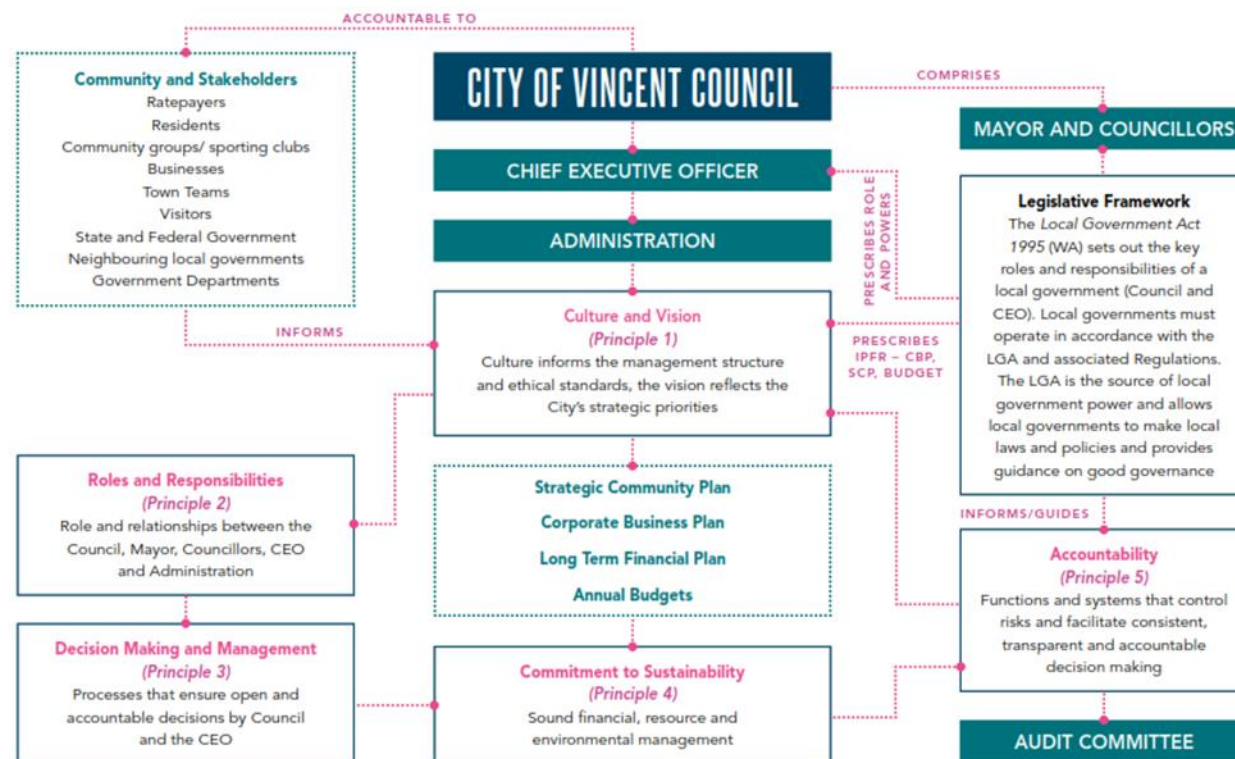 ACCOUNTABLE TO
Community and Stakeholders
Ratepayers
Residents
Community groups/ sporting clubs
Businesses
Town Teams
Visitors
State and Federal Government
Neighbouring local governments
Government Departments
CITY OF VINCENT COUNCIL
COMPRISES
MAYOR AND COUNCILLORS
CHIEF EXECUTIVE OFFICER
ADMINISTRATION
PRESCRIBES ROLE
AND POWERS
Legislative Framework
The Local Government Act
1995 (WA) sets out the key
roles and responsibilities of a
local government (Council and
CEO). Local governments must
operate in accordance with the
LGA and associated Regulations.
The LGA is the source of local
government power and allows
local governments to make local
laws and policies and provides
guidance on good governance
INFORMS
Culture and Vision
(Principle 1)
Culture informs the management structure
and ethical standards, the vision reflects the
City's strategic priorities
PRESCRIBES
IPFR – CBP,
SCP, BUDGET
Roles and Responsibilities
(Principle 2)
Role and relationships between the
Council, Mayor, Councillors, CEO
and Administration
Strategic Community Plan
Corporate Business Plan
Long Term Financial Plan
Annual Budgets
INFORMS/GUIDES
Accountability
(Principle 5)
Functions and systems that control
risks and facilitate consistent,
transparent and accountable
decision making
Decision Making and Management
(Principle 3)
Processes that ensure open and
accountable decisions by Council
and the CEO
Commitment to Sustainability
(Principle 4)
Sound financial, resource and
environmental management
AUDIT COMMITTEE